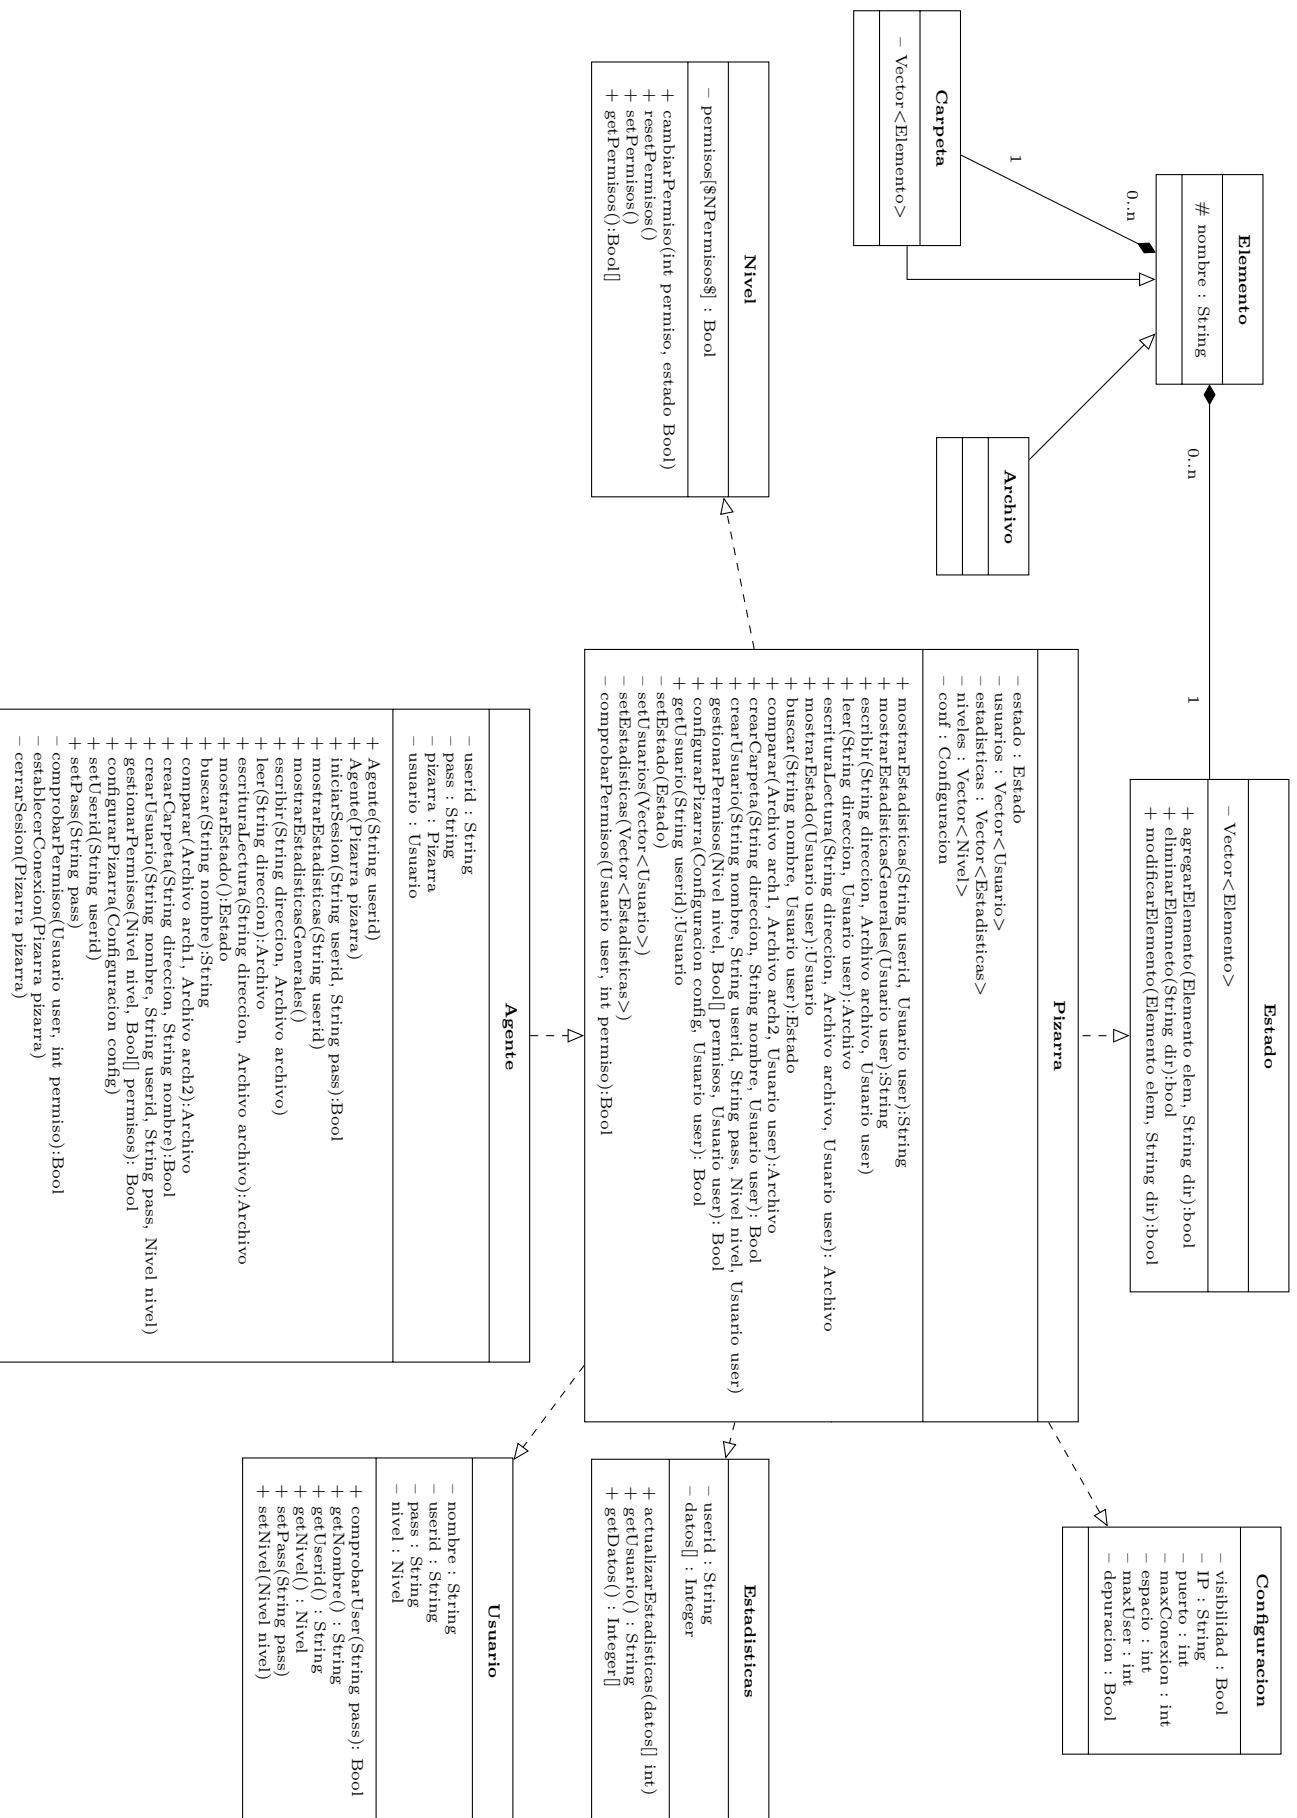 Elemento
# nombre : String
Carpeta
– Vector<Elemento>
Archivo
1
0..n
0..n
1
Estado
– Vector<Elemento>
+ agregarElemento(Elemento elem, String dir):bool
+ eliminarElemneto(String dir):bool
+ modificarElemento(Elemento elem, String dir):bool
Configuracion
– visibilidad : Bool
– IP : String
– puerto : int
– maxConexion : int
– espacio : int
– maxUser : int
– depuracion : Bool
Nivel
– permisos[$NPermisos$] : Bool
+ cambiarPermiso(int permiso, estado Bool)
+ resetPermisos()
+ setPermisos()
+ getPermisos():Bool[]
Pizarra
– estado : Estado
– usuarios : Vector<Usuario>
– estadisticas : Vector<Estadisticas>
– niveles : Vector<Nivel>
– conf : Configuracion
+ mostrarEstadisticas(String userid, Usuario user):String
+ mostrarEstadisticasGenerales(Usuario user):String
+ escribir(String direccion, Archivo archivo, Usuario user)
+ leer(String direccion, Usuario user):Archivo
+ escrituraLectura(String direccion, Archivo archivo, Usuario user): Archivo
+ mostrarEstado(Usuario user):Usuario
+ buscar(String nombre, Usuario user):Estado
+ comparar(Archivo arch1, Archivo arch2, Usuario user):Archivo
+ crearCarpeta(String direccion, String nombre, Usuario user): Bool
+ crearUsuario(String nombre, String userid, String pass, Nivel nivel, Usuario user)
+ gestionarPermisos(Nivel nivel, Bool[] permisos, Usuario user): Bool
+ configurarPizarra(Configuracion config, Usuario user): Bool
+ getUsuario(String userid):Usuario
– setEstado(Estado)
– setUsuarios(Vector<Usuario>)
– setEstadisticas(Vector<Estadisticas>)
– comprobarPermisos(Usuario user, int permiso):Bool
Estadisticas
– userid : String
– datos[] : Integer
+ actualizarEstadisticas(datos[] int)
+ getUsuario() : String
+ getDatos() : Integer[]
Agente
– userid : String
– pass : String
– pizarra : Pizarra
– usuario : Usuario
+ Agente(String userid)
+ Agente(Pizarra pizarra)
+ iniciarSesion(String userid, String pass):Bool
+ mostrarEstadisticas(String userid)
+ mostrarEstadisticasGenerales()
+ escribir(String direccion, Archivo archivo)
+ leer(String direccion):Archivo
+ escrituraLectura(String direccion, Archivo archivo):Archivo
+ mostrarEstado():Estado
+ buscar(String nombre):String
+ comparar(Archivo arch1, Archivo arch2):Archivo
+ crearCarpeta(String direccion, String nombre):Bool
+ crearUsuario(String nombre, String userid, String pass, Nivel nivel)
+ gestionarPermisos(Nivel nivel, Bool[] permisos): Bool
+ configurarPizarra(Configuracion config)
+ setUserid(String userid)
+ setPass(String pass)
– comprobarPermisos(Usuario user, int permiso):Bool
– establecerConexion(Pizarra pizarra)
– cerrarSesion(Pizarra pizarra)
Usuario
– nombre : String
– userid : String
– pass : String
– nivel : Nivel
+ comprobarUser(String pass): Bool
+ getNombre() : String
+ getUserid() : String
+ getNivel() : Nivel
+ setPass(String pass)
+ setNivel(Nivel nivel)